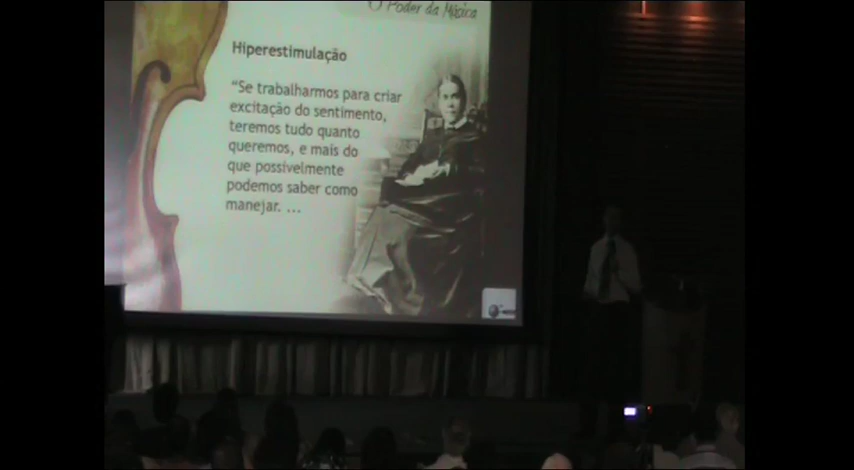 O Poder da Mágica
Hiperestimulação
“Se trabalharmos para criar
excitação do sentimento,
teremos tudo quanto
queremos, e mais do
que possivelmente
podemos saber como
manejar. ...